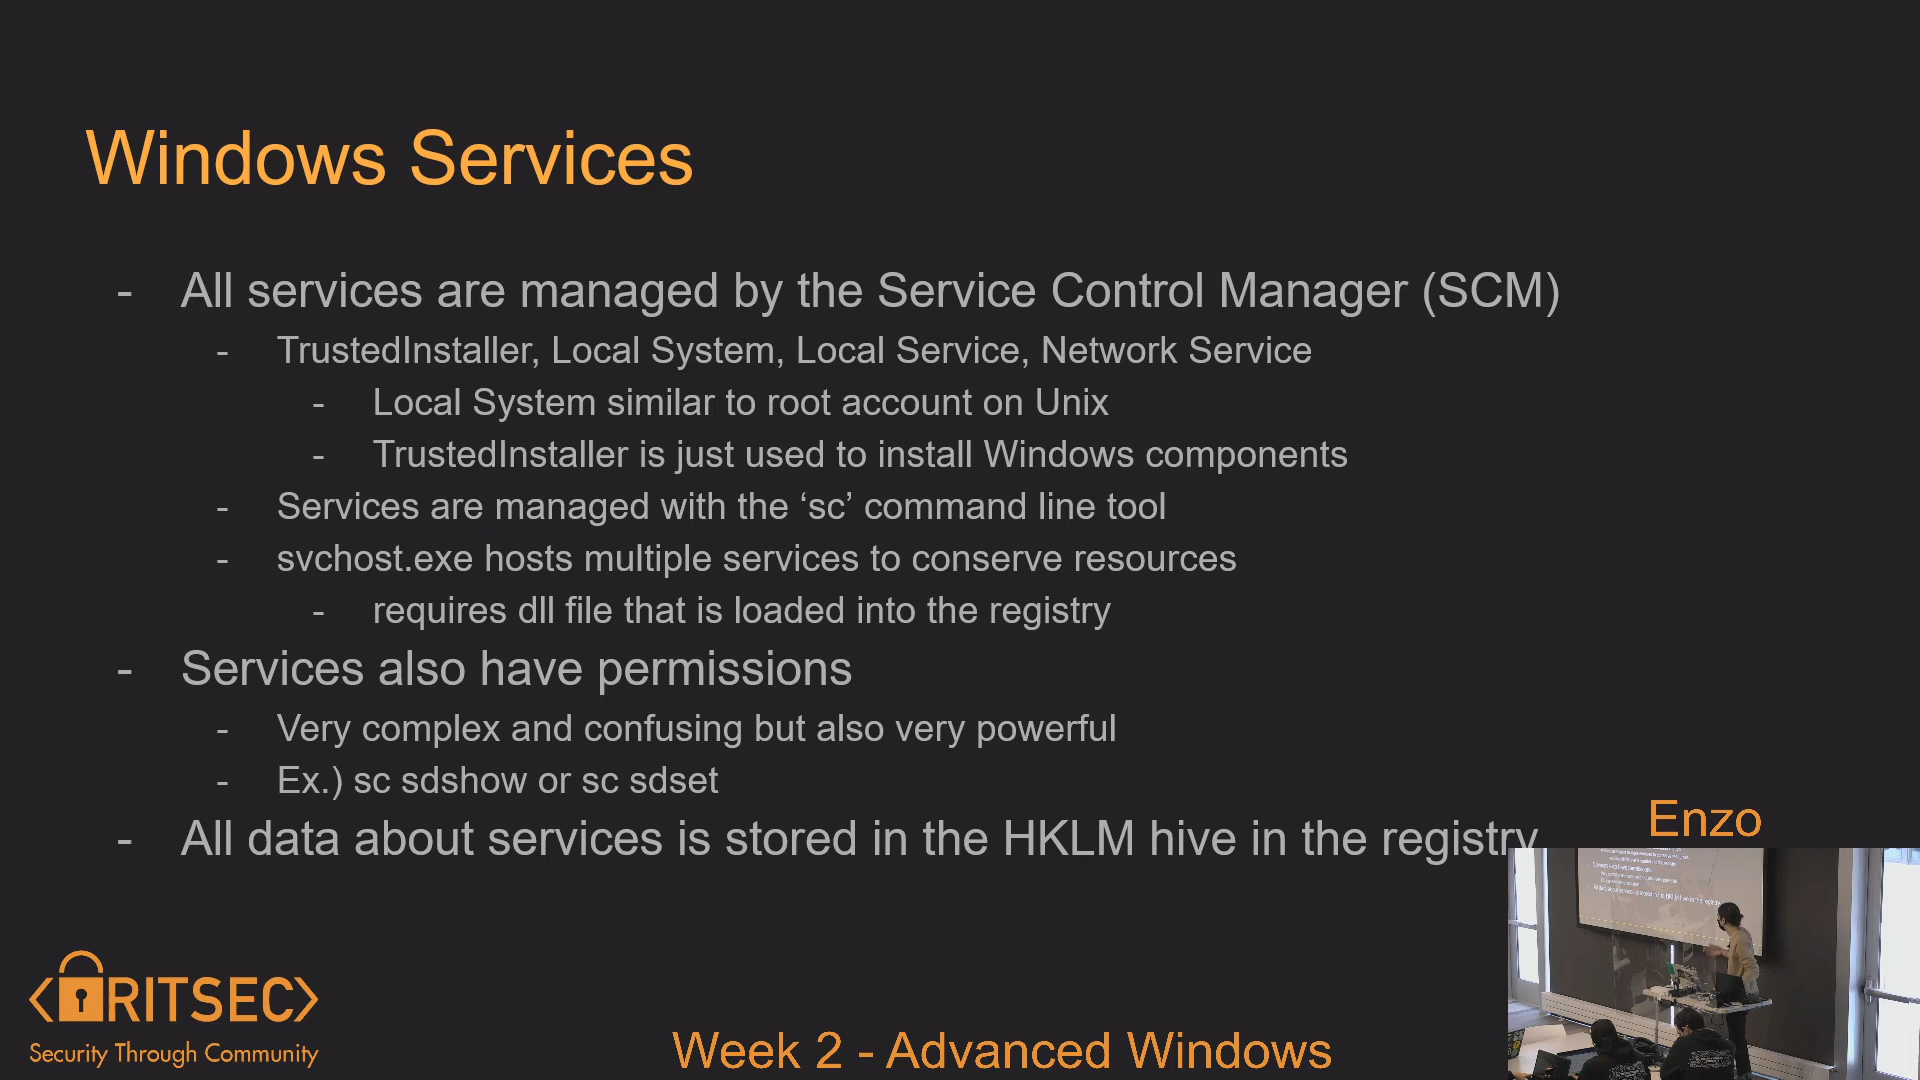 Windows Services
- All services are managed by the Service Control Manager (SCM)
- TrustedInstaller, Local System, Local Service, Network Service
- Local System similar to root account on Unix
- TrustedInstaller is just used to install Windows components
- Services are managed with the ‘sc’ command line tool
- svchost.exe hosts multiple services to conserve resources
- requires dll file that is loaded into the registry
- Services also have permissions
- Very complex and confusing but also very powerful
- Ex.) sc sdshow or sc sdset
- All data about services is stored in the HKLM hive in the registry
Enzo
<RITSEC>
Security Through Community
Week 2 - Advanced Windows